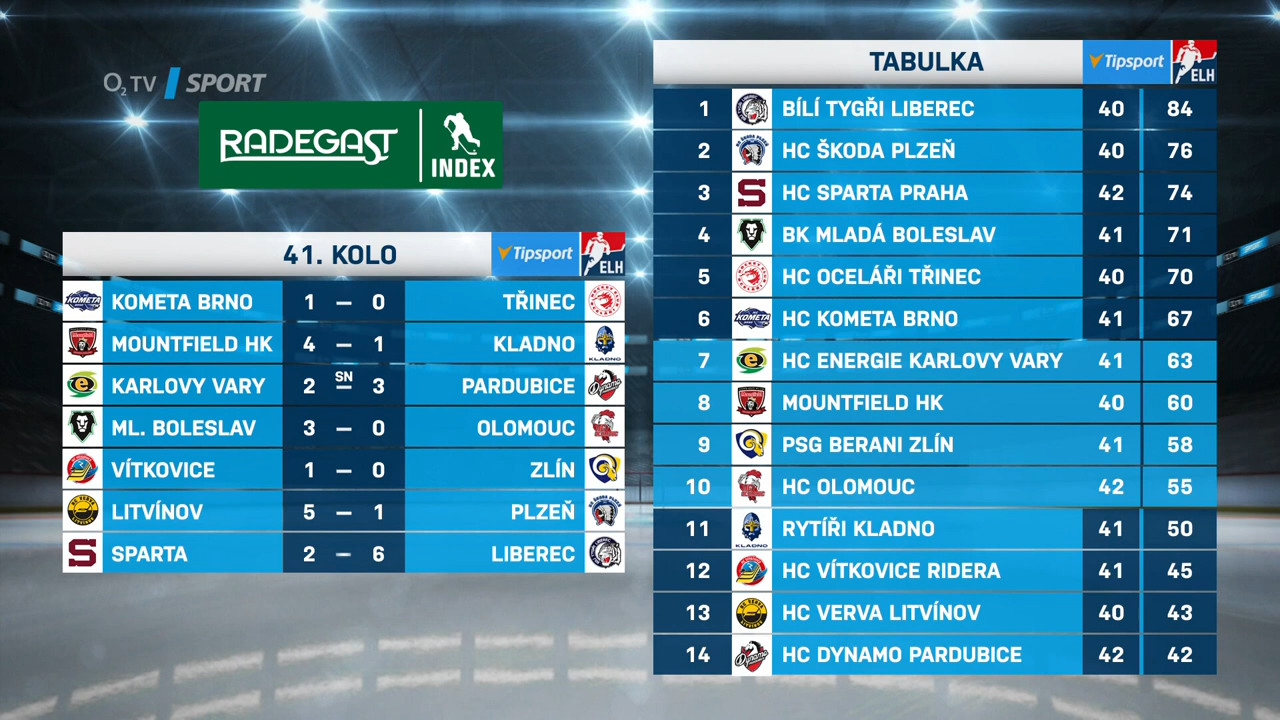 O2 TV SPORT
RADEGAST INDEX
41. KOLO Tipsport ELH
KOMETA BRNO 1 – 0 TŘINEC
MOUNTFIELD HK 4 – 1 KLADNO
KARLOVY VARY 2 SN – 3 PARDUBICE
ML. BOLESLAV 3 – 0 OLOMOUC
VÍTKOVICE 1 – 0 ZLÍN
LITVÍNOV 5 – 1 PLZEŇ
SPARTA 2 – 6 LIBEREC
TABULKA Tipsport ELH
1 BÍLÍ TYGŘI LIBEREC 40 84
2 HC ŠKODA PLZEŇ 40 76
3 HC SPARTA PRAHA 42 74
4 BK MLADÁ BOLESLAV 41 71
5 HC OCELÁŘI TŘINEC 40 70
6 HC KOMETA BRNO 41 67
7 HC ENERGIE KARLOVY VARY 41 63
8 MOUNTFIELD HK 40 60
9 PSG BERANI ZLÍN 41 58
10 HC OLOMOUC 42 55
11 RYTÍŘI KLADNO 41 50
12 HC VÍTKOVICE RIDERA 41 45
13 HC VERVA LITVÍNOV 40 43
14 HC DYNAMO PARDUBICE 42 42